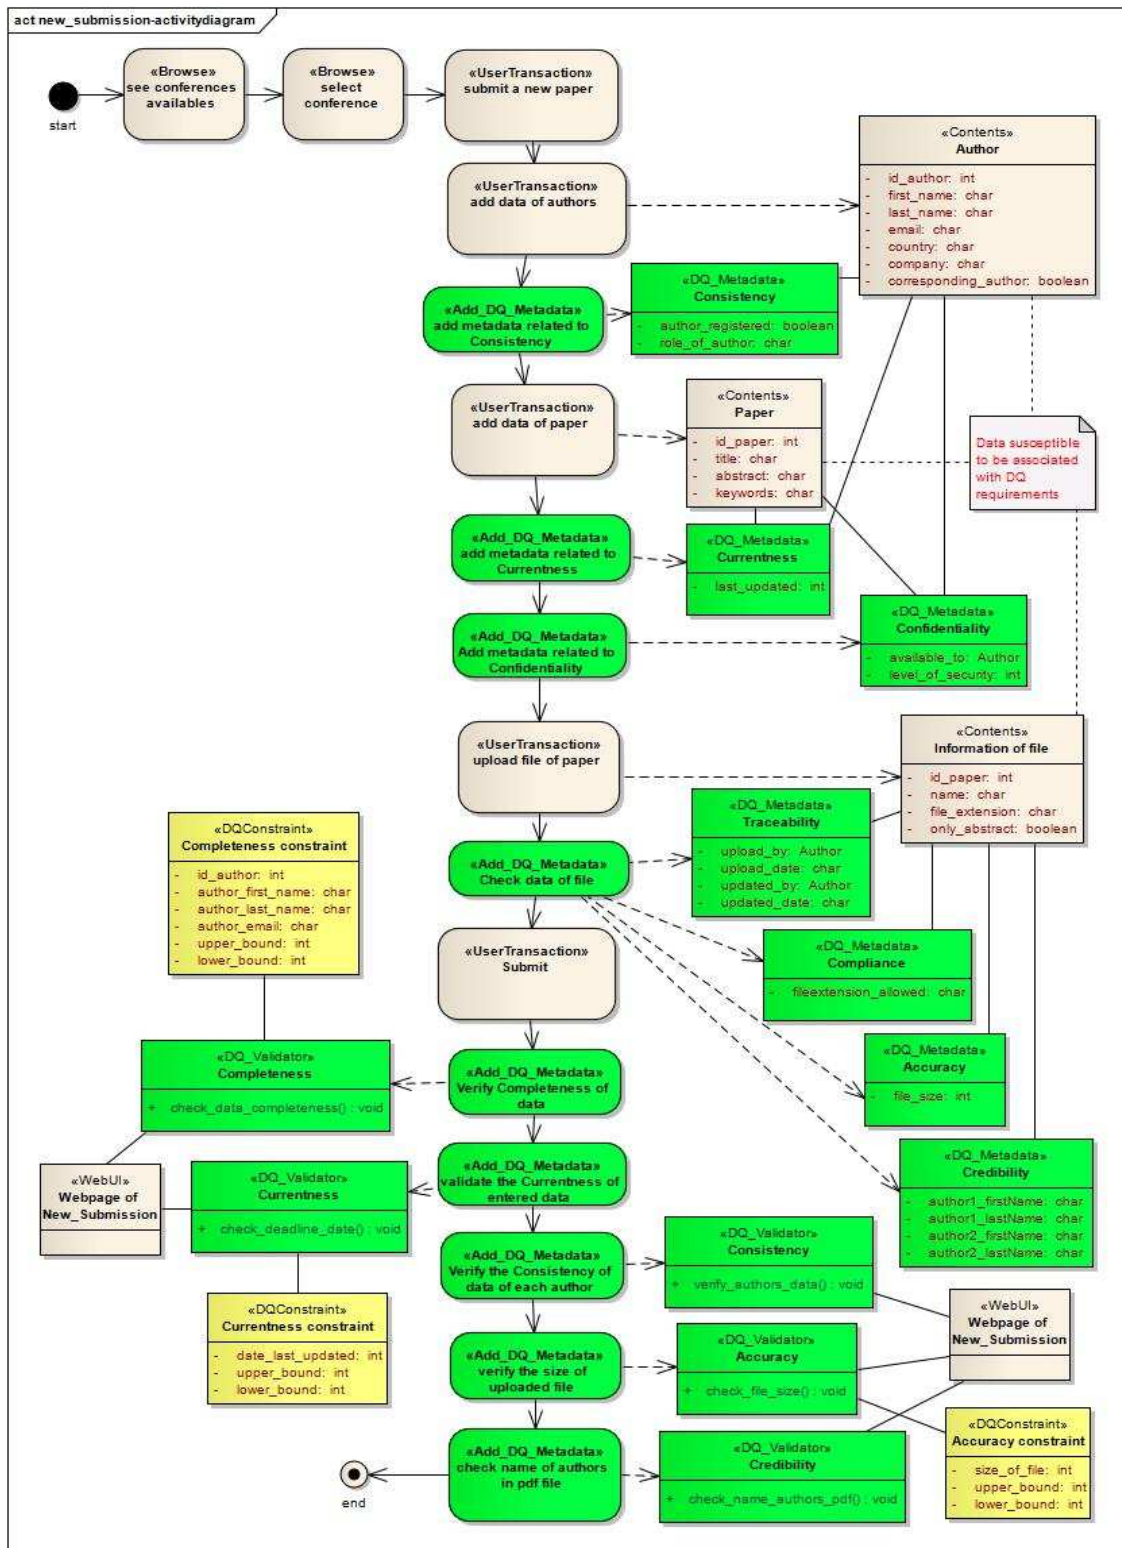 act new_submission-activitydiagram
start
«Browse»
see conferences
availables
«Browse»
select
conference
«UserTransaction»
submit a new paper
«UserTransaction»
add data of authors
«Contents»
Author
- id_author: int
- first_name: char
- last_name: char
- email: char
- country: char
- company: char
- corresponding_author: boolean
«Add_DQ_Metadata»
add metadata related to
Consistency
«DQ_Metadata»
Consistency
- author_registered: boolean
- role_of_author: char
«UserTransaction»
add data of paper
«Contents»
Paper
- id_paper: int
- title: char
- abstract: char
- keywords: char
Data susceptible
to be associated
with DQ
requirements
«Add_DQ_Metadata»
add metadata related to
Currentness
«DQ_Metadata»
Currentness
- last_updated: int
«Add_DQ_Metadata»
Add metadata related to
Confidentiality
«DQ_Metadata»
Confidentiality
- available_to: Author
- level_of_security: int
«UserTransaction»
upload file of paper
«Contents»
Information of file
- id_paper: int
- name: char
- file_extension: char
- only_abstract: boolean
«DQ_Metadata»
Traceability
- upload_by: Author
- upload_date: char
- updated_by: Author
- updated_date: char
«DQConstraint»
Completeness constraint
- id_author: int
- author_first_name: char
- author_last_name: char
- author_email: char
- upper_bound: int
- lower_bound: int
«Add_DQ_Metadata»
Check data of file
«UserTransaction»
Submit
«DQ_Metadata»
Compliance
- fileextension_allowed: char
«DQ_Metadata»
Accuracy
- file_size: int
«DQ_Validator»
Completeness
+ check_data_completeness() : void
«Add_DQ_Metadata»
Verify Completeness of
data
«DQ_Metadata»
Credibility
- author1_firstName: char
- author1_lastName: char
- author2_firstName: char
- author2_lastName: char
«WebUI»
Webpage of
New_Submission
«DQ_Validator»
Currentness
+ check_deadline_date() : void
«Add_DQ_Metadata»
validate the Currentness of
entered data
«Add_DQ_Metadata»
Verify the Consistency of
data of each author
«DQ_Validator»
Consistency
+ verify_authors_data() : void
«WebUI»
Webpage of
New_Submission
«DQConstraint»
Currentness constraint
- date_last_updated: int
- upper_bound: int
- lower_bound: int
«Add_DQ_Metadata»
verify the size of
uploaded file
«DQ_Validator»
Accuracy
+ check_file_size() : void
«DQConstraint»
Accuracy constraint
- size_of_file: int
- upper_bound: int
- lower_bound: int
«Add_DQ_Metadata»
check name of authors
in pdf file
«DQ_Validator»
Credibility
+ check_name_authors_pdf() : void
end